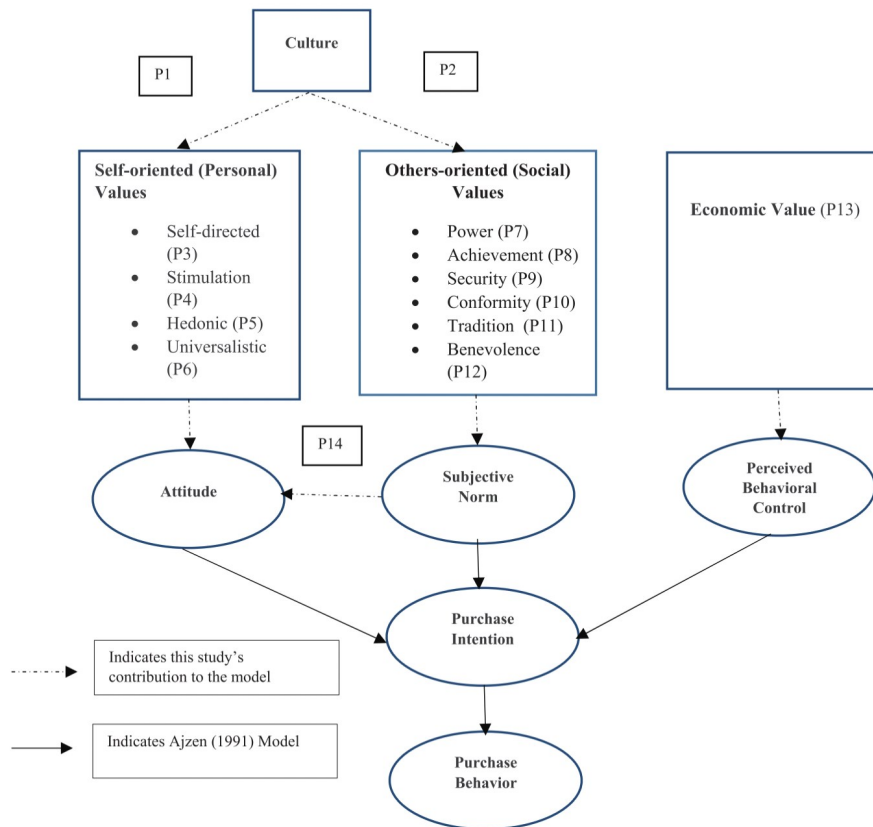 Culture
P1
P2
Self-oriented (Personal)
Values
• Self-directed
(P3)
• Stimulation
(P4)
• Hedonic (P5)
• Universalistic
(P6)
Others-oriented (Social)
Values
• Power (P7)
• Achievement (P8)
• Security (P9)
• Conformity (P10)
• Tradition (P11)
• Benevolence
(P12)
Economic Value (P13)
P14
Attitude
Subjective
Norm
Perceived
Behavioral
Control
Purchase
Intention
Indicates this study's
contribution to the model
Indicates Ajzen (1991) Model
Purchase
Behavior